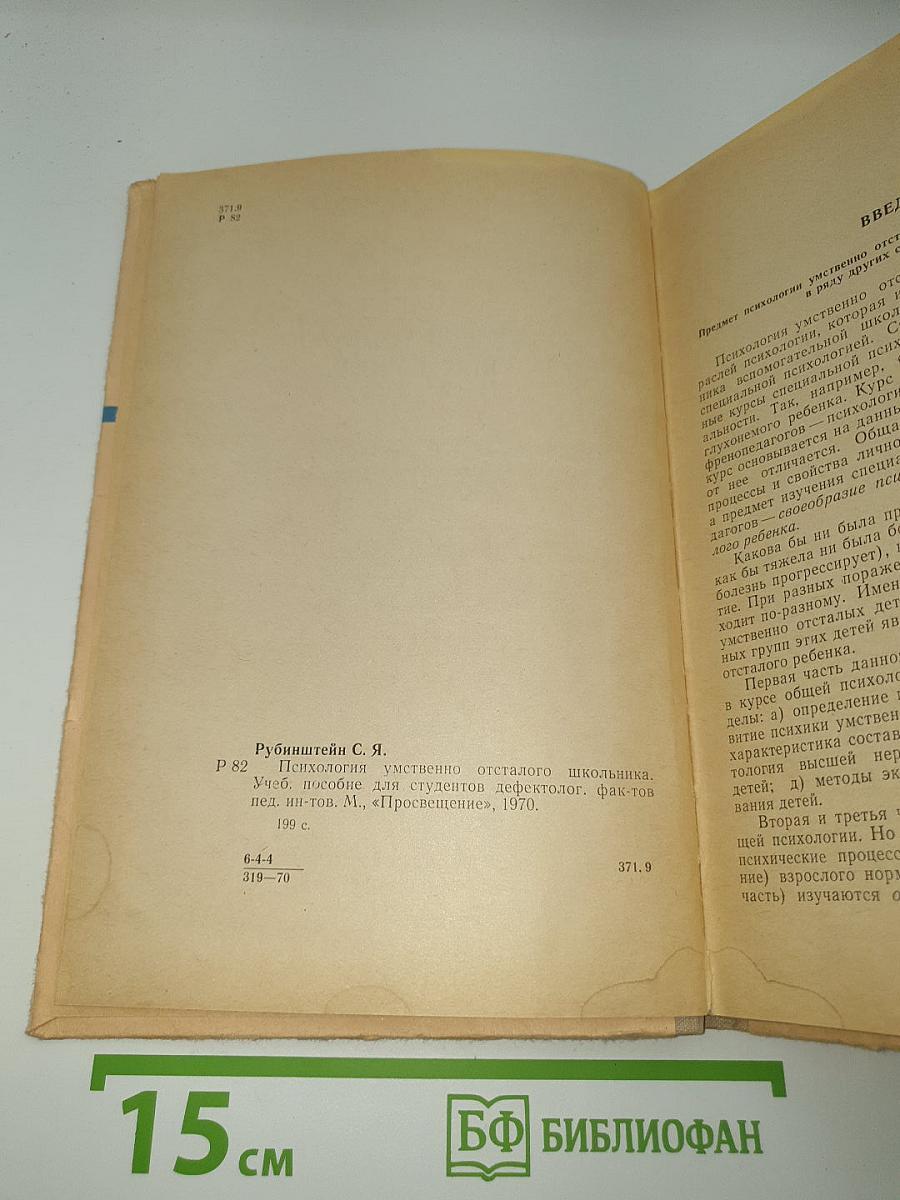 371.9
Р 82
Рубинштейн С. Я.
Р 82 Психология умственно отсталого школьника.
Учеб. пособие для студентов дефектолог. фак-тов
пед. ин-тов. М., «Просвещение», 1970.
199 с.
6-4-4
319—70
371.9
Предмет психологии умственно отст
в ряду других с
Психология умственно отс
раслей психологии, которая и
ника вспомогательной школ
специальной психологией. С
ные курсы специальной псих
альности. Так, например,
глухонемого ребенка. Курс
френопедагогов — психологи
курс основывается на данны
от нее отличается. Обща
процессы и свойства лично
а предмет изучения специа
дагогов — своеобразие пси
лого ребенка.
Какова бы ни была пр
как бы тяжела ни была бо
болезнь прогрессирует),
тие. При разных пораже
ходит по-разному. Имен
умственно отсталых дет
ных групп этих детей яв
отсталого ребенка.
Первая часть данно
в курсе общей психоло
делы: а) определение
витие психики умствен
характеристика состав
тология высшей нер
детей; д) методы эк
вания детей.
Вторая и третья ч
щей психологии. Но
психические процесс
ние) взрослого норм
часть) изучаются о
15 см
БФ БИБЛИОФАН